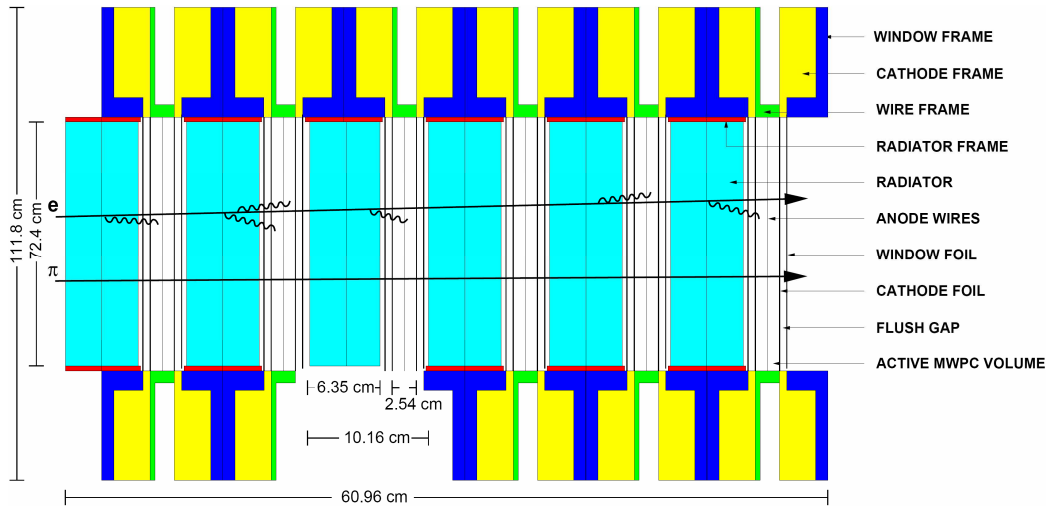 WINDOW FRAME
CATHODE FRAME
WIRE FRAME
RADIATOR FRAME
RADIATOR
ANODE WIRES
WINDOW FOIL
CATHODE FOIL
FLUSH GAP
ACTIVE MWPC VOLUME
e
π
111.8 cm
72.4 cm
6.35 cm
2.54 cm
10.16 cm
60.96 cm